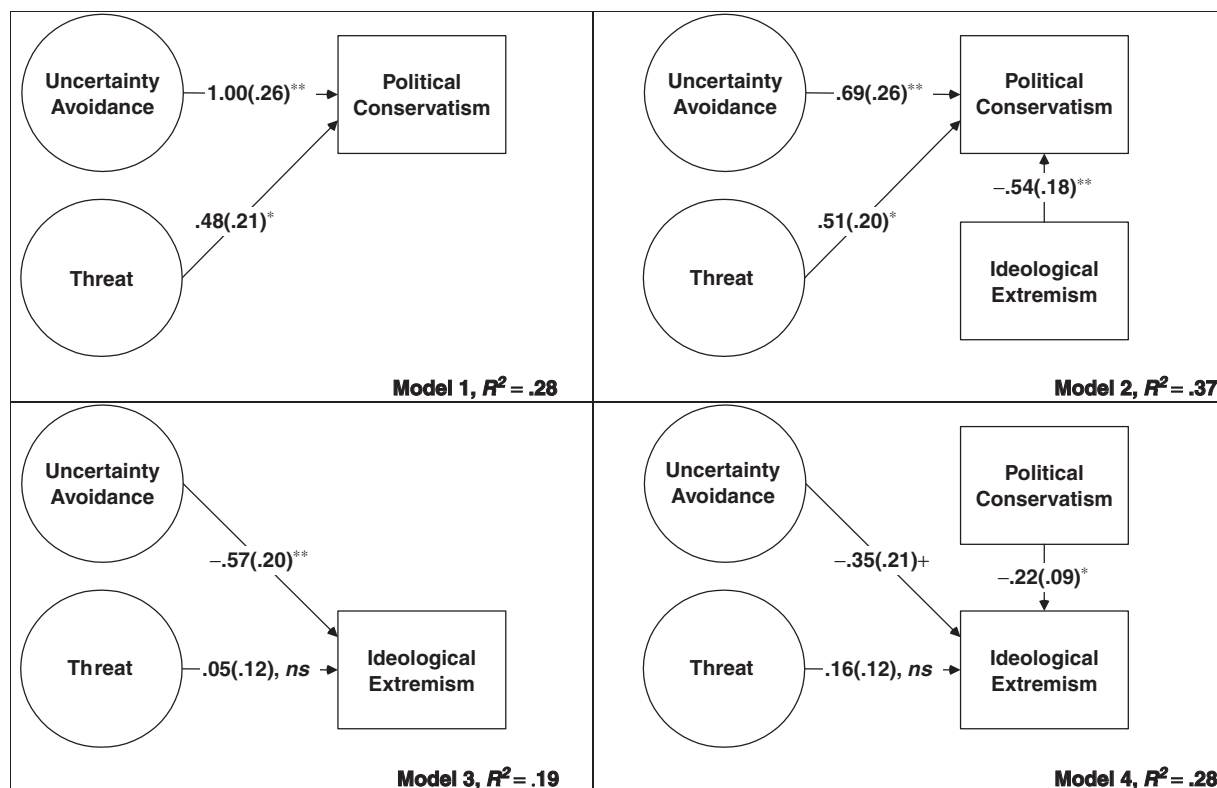 Uncertainty
Avoidance
1.00(.26)**
Political
Conservatism
.48(.21)*
Threat
Model 1, R² = .28
Uncertainty
Avoidance
.69(.26)**
Political
Conservatism
–.54(.18)**
.51(.20)*
Threat
Ideological
Extremism
Model 2, R² = .37
Uncertainty
Avoidance
–.57(.20)**
Threat
.05(.12), ns
Ideological
Extremism
Model 3, R² = .19
Uncertainty
Avoidance
Political
Conservatism
–.35(.21)+
–.22(.09)*
Threat
.16(.12), ns
Ideological
Extremism
Model 4, R² = .28